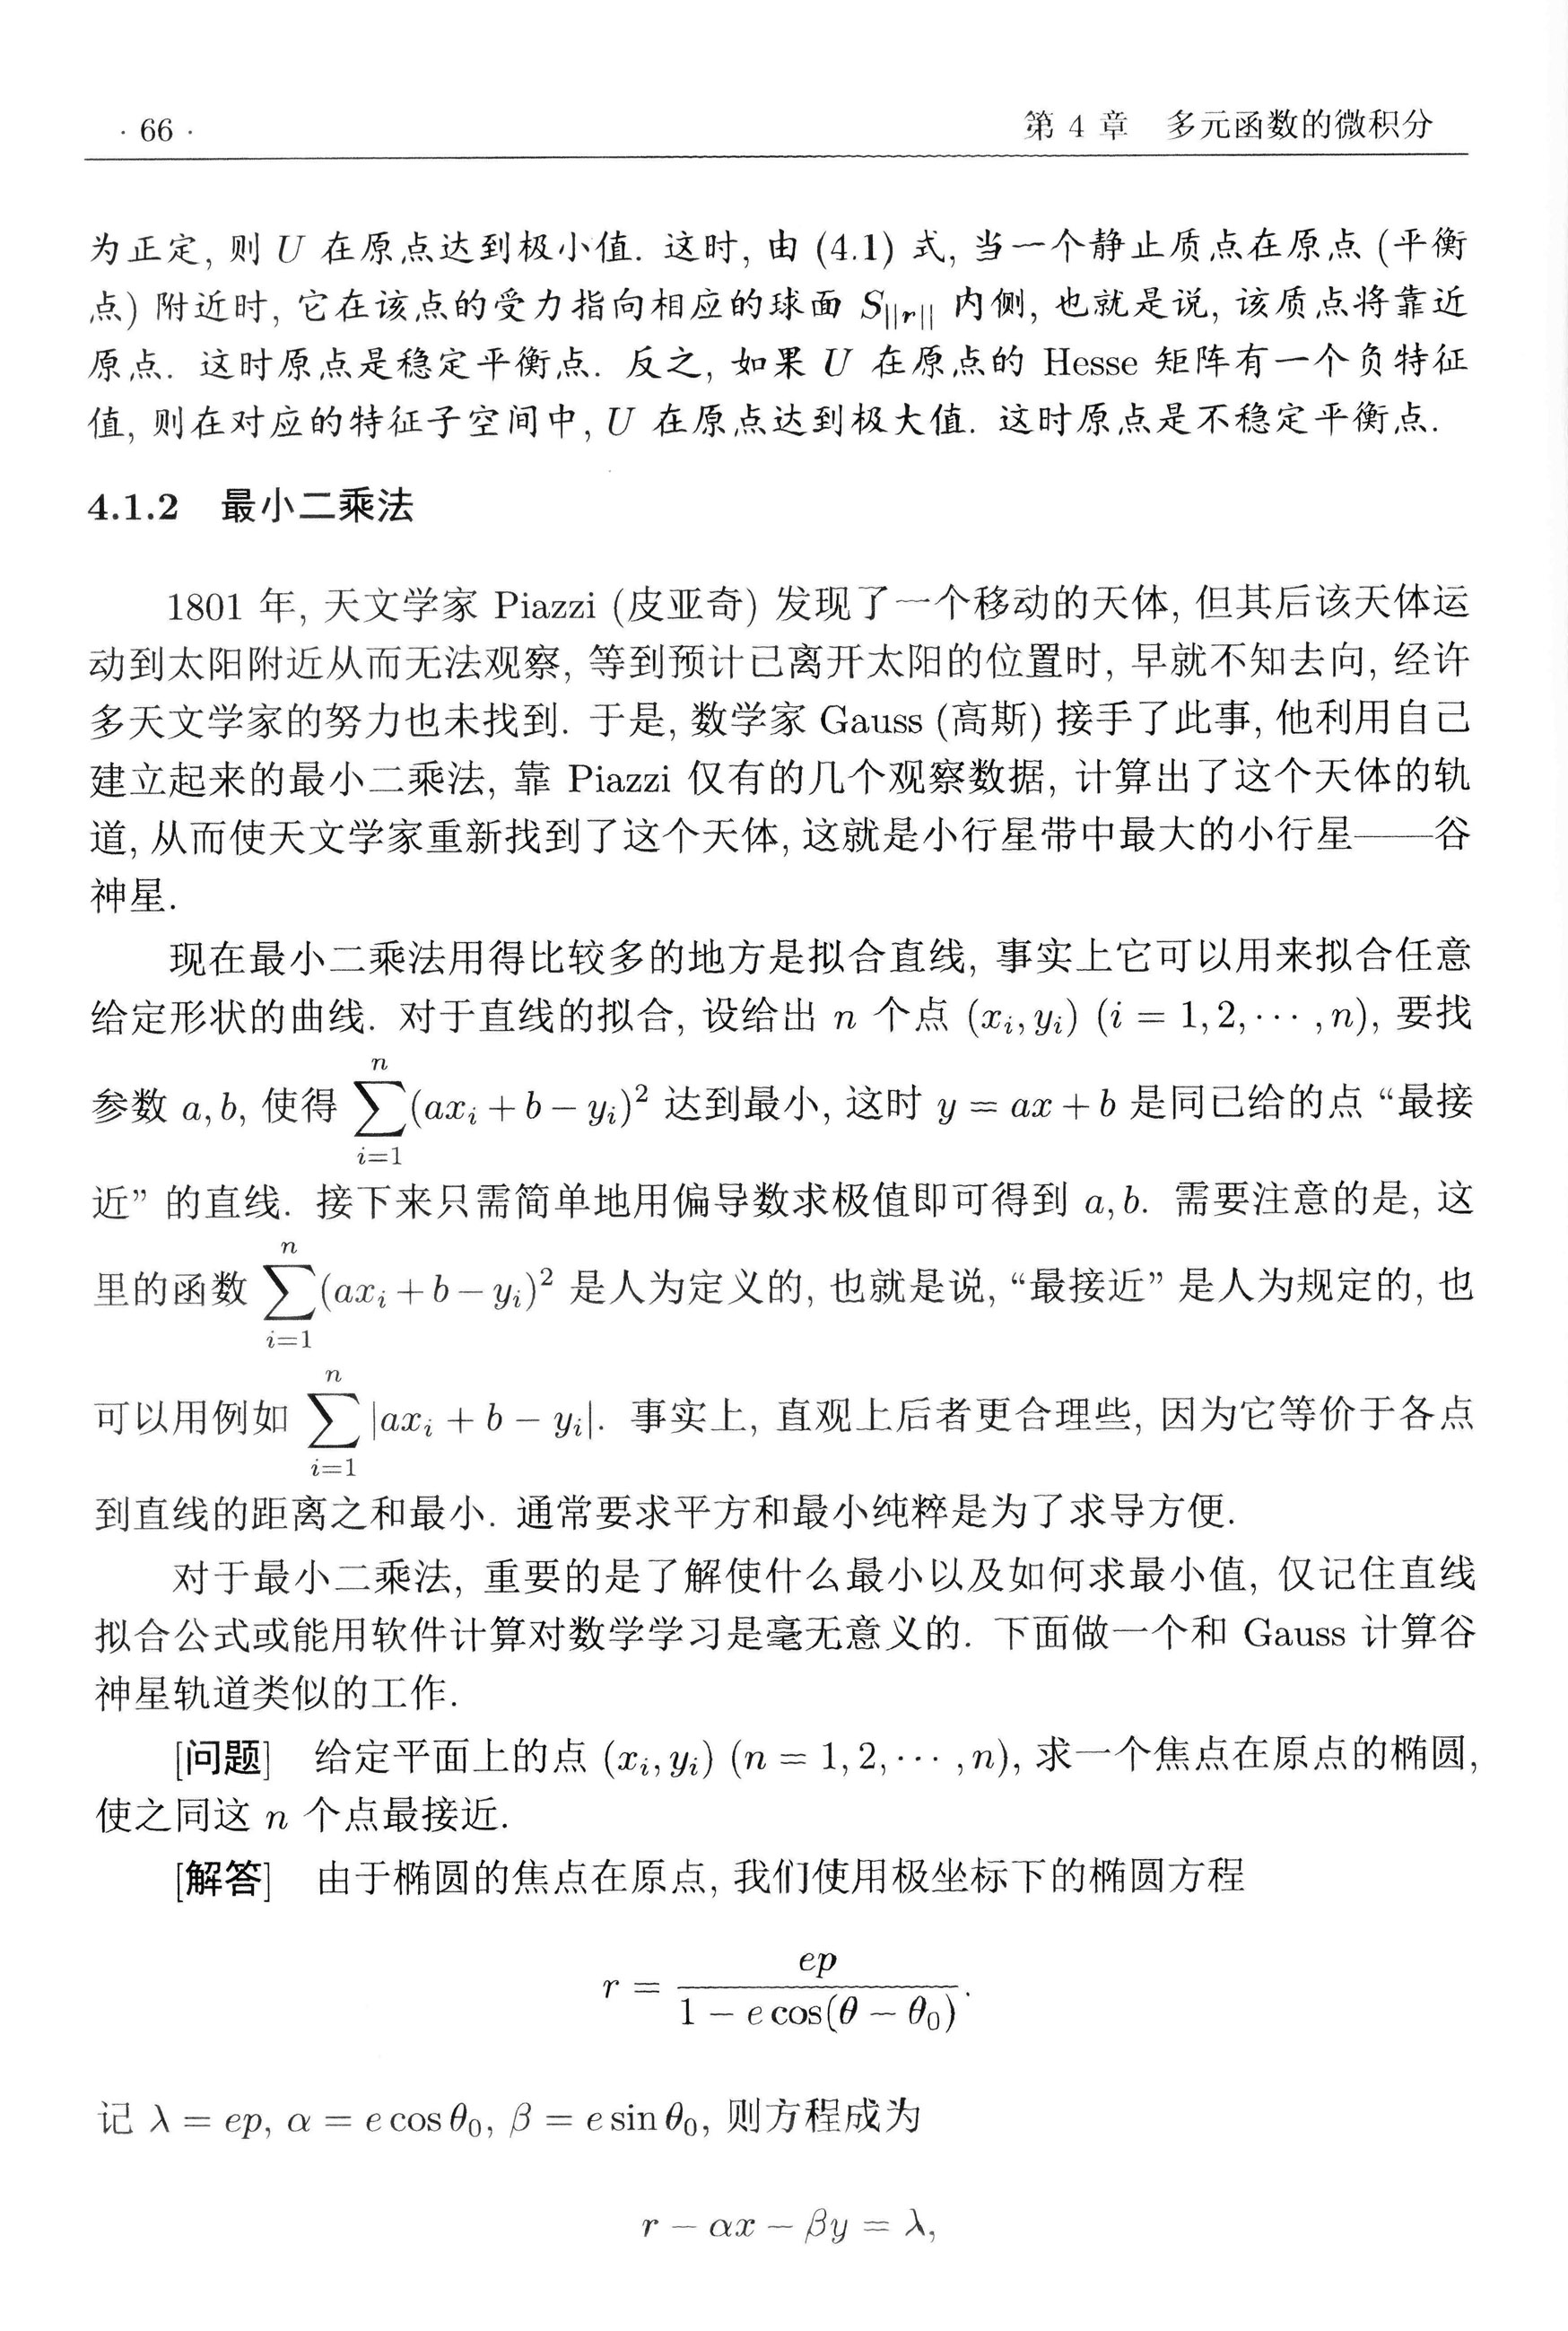 · 66 · 第 4 章 多元函数的微积分
为正定, 则 U 在原点达到极小值. 这时, 由 (4.1) 式, 当一个静止质点在原点 (平衡
点) 附近时, 它在该点的受力指向相应的球面 S_{||r||} 内侧, 也就是说, 该质点将靠近
原点. 这时原点是稳定平衡点. 反之, 如果 U 在原点的 Hesse 矩阵有一个负特征
值, 则在对应的特征子空间中, U 在原点达到极大值. 这时原点是不稳定平衡点.
4.1.2 最小二乘法
1801 年, 天文学家 Piazzi (皮亚奇) 发现了一个移动的天体, 但其后该天体运
动到太阳附近从而无法观察, 等到预计已离开太阳的位置时, 早就不知去向, 经许
多天文学家的努力也未找到. 于是, 数学家 Gauss (高斯) 接手了此事, 他利用自己
建立起来的最小二乘法, 靠 Piazzi 仅有的几个观察数据, 计算出了这个天体的轨
道, 从而使天文学家重新找到了这个天体, 这就是小行星带中最大的小行星——谷
神星.
现在最小二乘法用得比较多的地方是拟合直线, 事实上它可以用来拟合任意
给定形状的曲线. 对于直线的拟合, 设给出 n 个点 (x_i, y_i) (i = 1, 2, ··· , n), 要找
参数 a, b, 使得 \sum_{i=1}^{n} (ax_i + b − y_i)^2 达到最小, 这时 y = ax + b 是同已给的点 “最接
近” 的直线. 接下来只需简单地用偏导数求极值即可得到 a, b. 需要注意的是, 这
里的函数 \sum_{i=1}^{n} (ax_i + b − y_i)^2 是人为定义的, 也就是说, “最接近” 是人为规定的, 也
可以用例如 \sum_{i=1}^{n} |ax_i + b − y_i|. 事实上, 直观上后者更合理些, 因为它等价于各点
到直线的距离之和最小. 通常要求平方和最小纯粹是为了求导方便.
对于最小二乘法, 重要的是了解使什么最小以及如何求最小值, 仅记住直线
拟合公式或能用软件计算对数学学习是毫无意义的. 下面做一个和 Gauss 计算谷
神星轨道类似的工作.
[问题] 给定平面上的点 (x_i, y_i) (n = 1, 2, ··· , n), 求一个焦点在原点的椭圆,
使之同这 n 个点最接近.
[解答] 由于椭圆的焦点在原点, 我们使用极坐标下的椭圆方程
r = \frac{ep}{1 − e cos(θ − θ_0)}.
记 λ = ep, α = e cos θ_0, β = e sin θ_0, 则方程成为
r − αx − βy = λ,